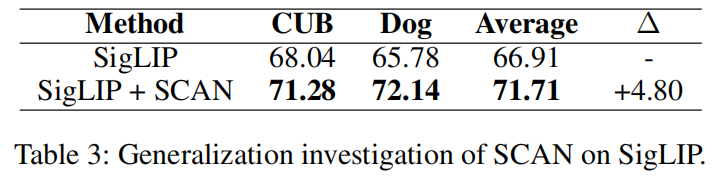 Method CUB Dog Average Δ
SigLIP 68.04 65.78 66.91 -
SigLIP + SCAN 71.28 72.14 71.71 +4.80
Table 3: Generalization investigation of SCAN on SigLIP.